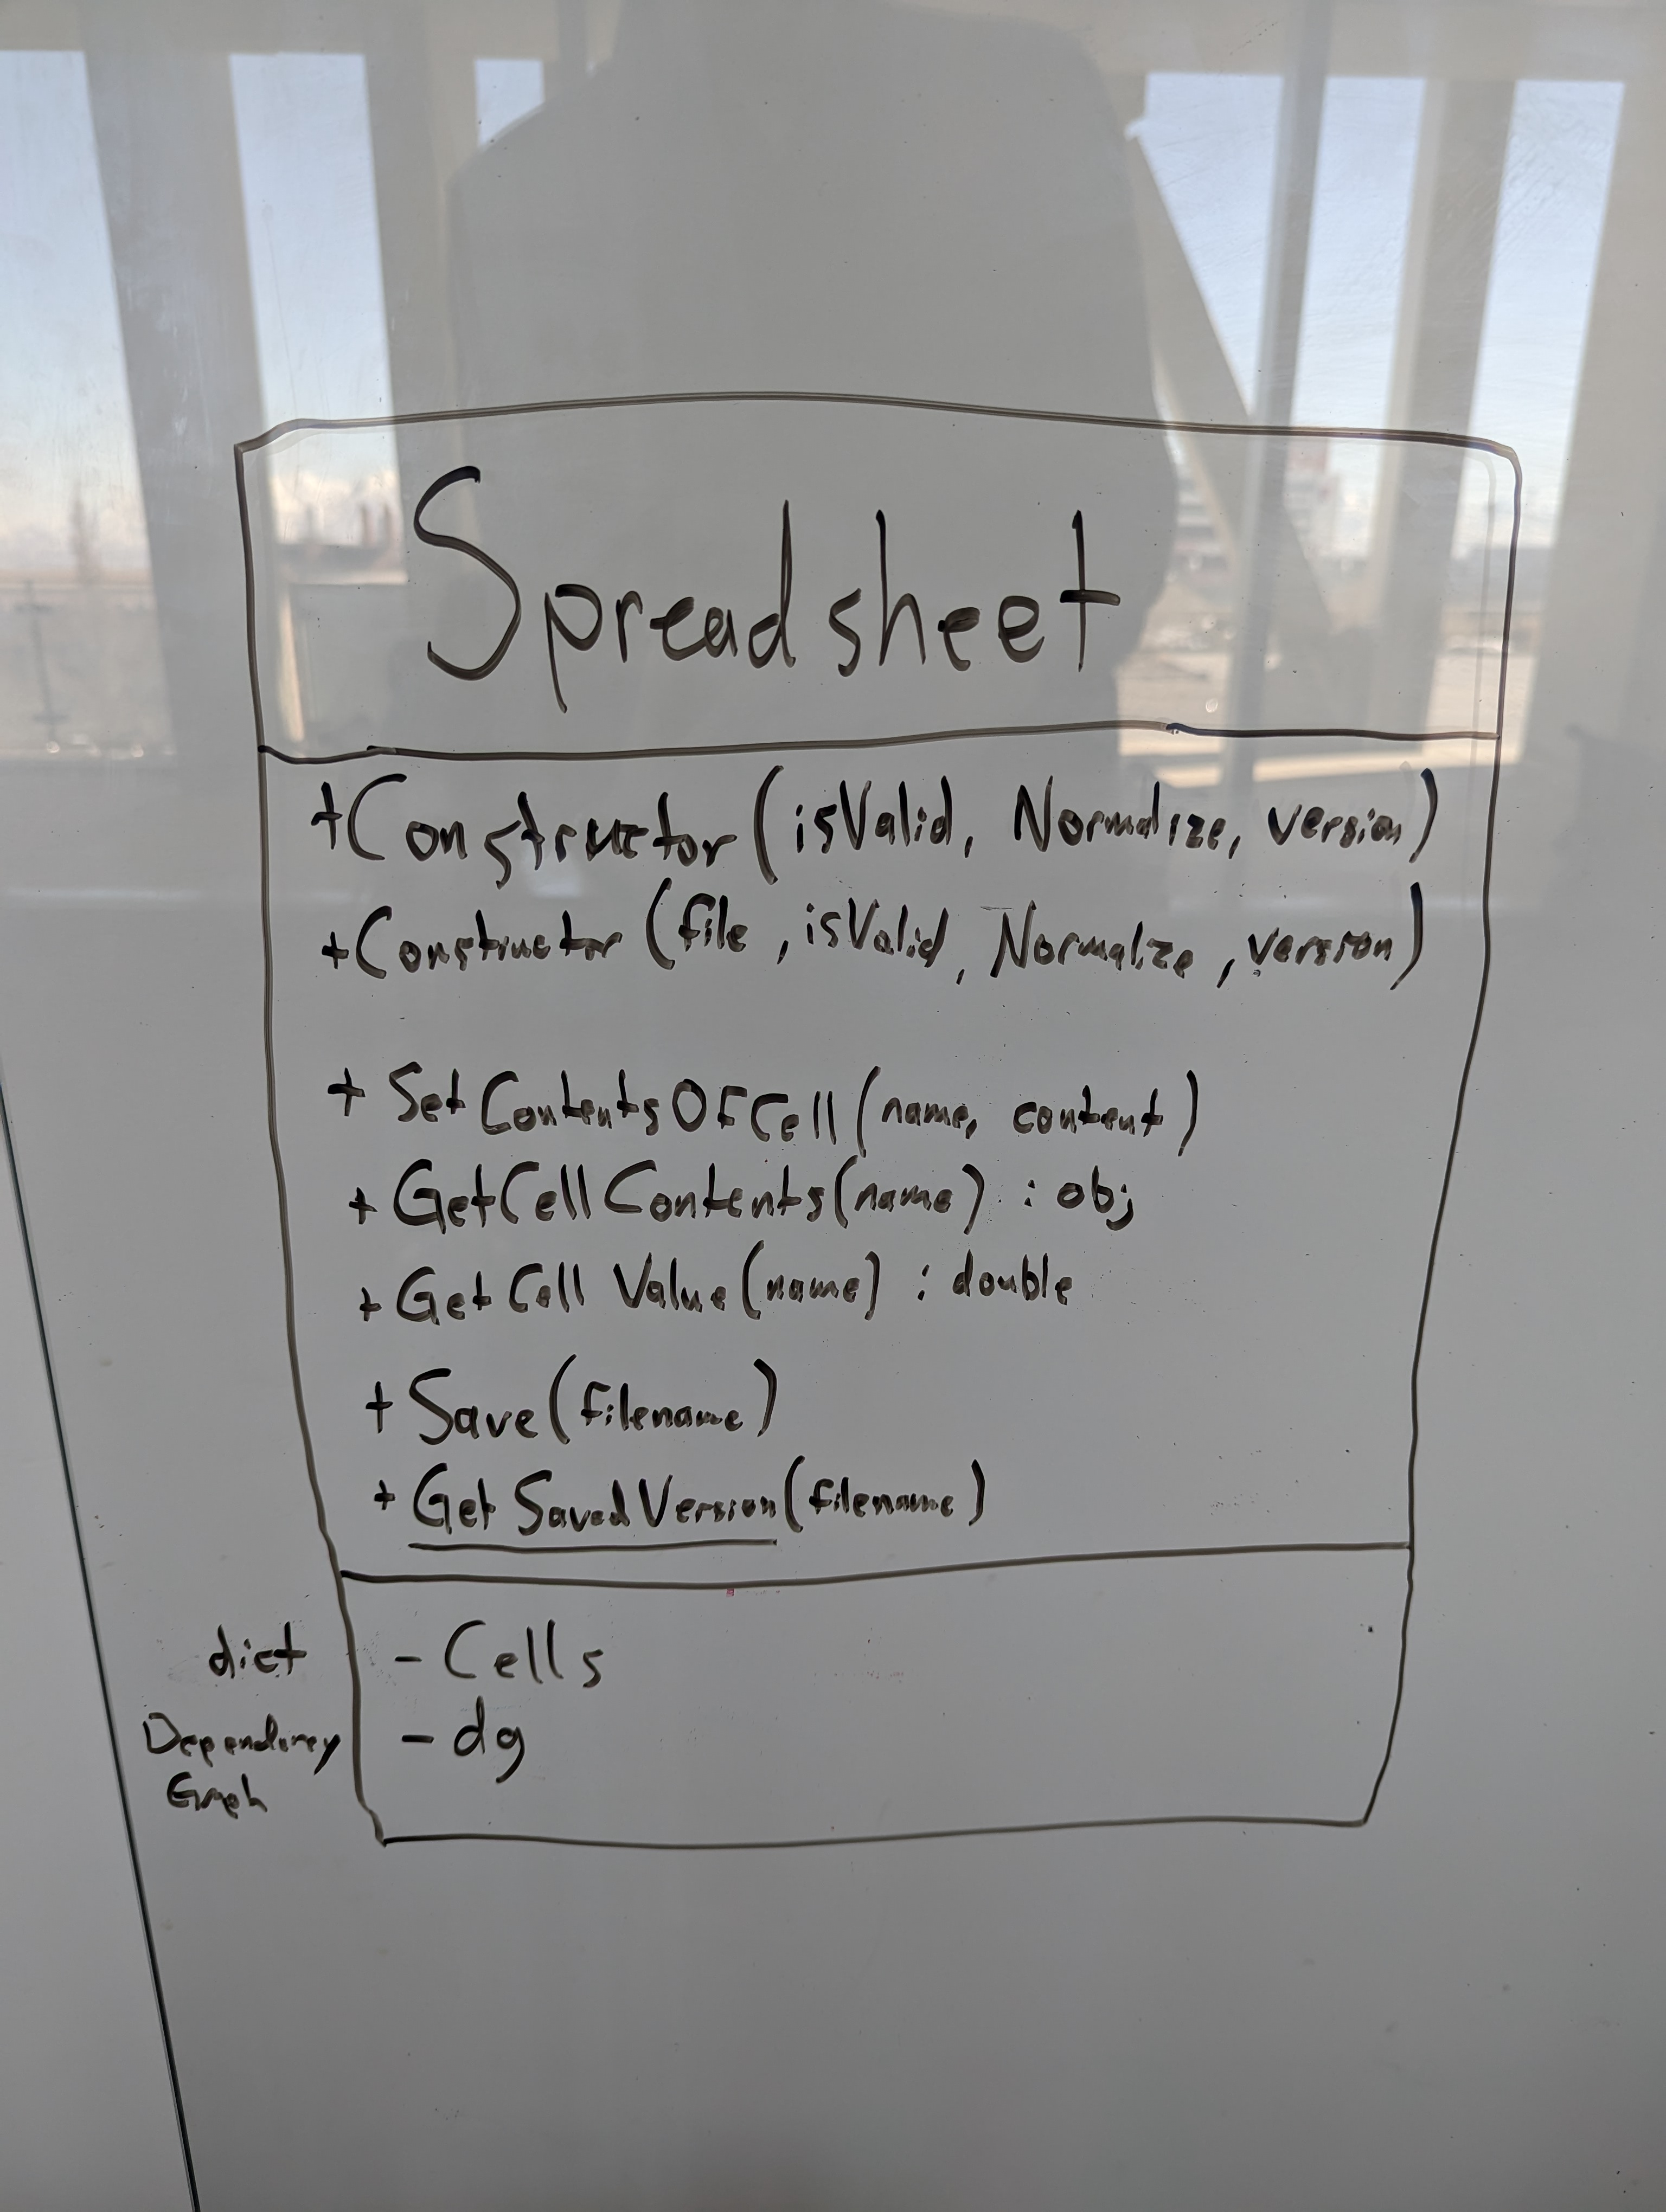 Spreadsheet
+Constructor(isValid, Normalize, version)
+Constructor(file, isValid, Normalize, version)
+ SetContentsOfCell(name, content)
+ GetCellContents(name) : obj
+ GetCellValue(name) : double
+ Save(filename)
+ GetSavedVersion(filename)
dict - Cells
Dependency - dg
Graph